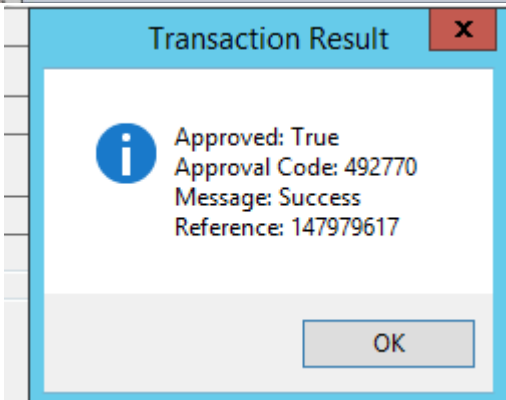 Transaction Result
x
Approved: True
Approval Code: 492770
Message: Success
Reference: 147979617
OK